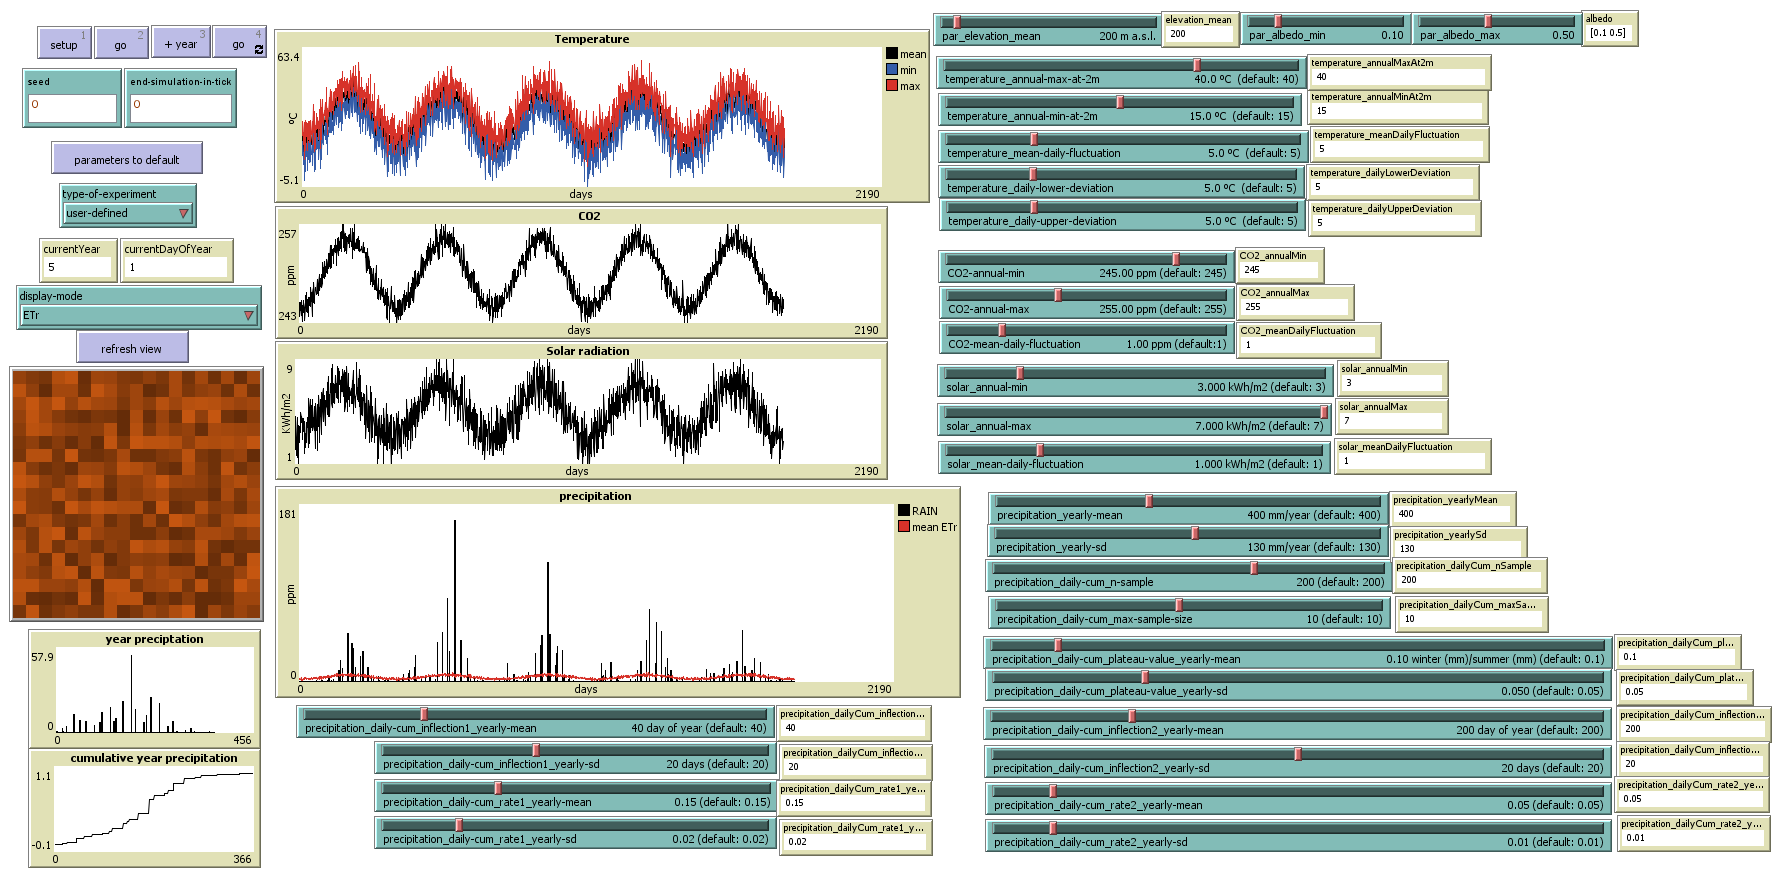 setup 1
go 2
+ year 3
go 4
seed
0
end-simulation-in-tick
0
parameters to default
type-of-experiment
user-defined
currentYear
5
currentDayOfYear
1
display-mode
ETr
refresh view
year preciptation
57.9
0
0
456
cumulative year precipitation
1.1
-0.1
0
366
Temperature
63.4
ºC
-5.1
0
days
2190
mean
min
max
CO2
257
ppm
243
0
days
2190
Solar radiation
9
KWh/m2
1
0
days
2190
precipitation
181
ppm
0
0
days
2190
RAIN
mean ETr
precipitation_daily-cum_inflection1_yearly-mean 40 day of year (default: 40)
precipitation_dailyCum_inflection...
40
precipitation_daily-cum_inflection1_yearly-sd 20 days (default: 20)
precipitation_dailyCum_inflectio...
20
precipitation_daily-cum_rate1_yearly-mean 0.15 (default: 0.15)
precipitation_dailyCum_rate1_ye...
0.15
precipitation_daily-cum_rate1_yearly-sd 0.02 (default: 0.02)
precipitation_dailyCum_rate1_y...
0.02
par_elevation_mean 200 m a.s.l.
elevation_mean
200
par_albedo_min 0.10
par_albedo_max 0.50
albedo
[0.1 0.5]
temperature_annual-max-at-2m 40.0 ºC (default: 40)
temperature_annualMaxAt2m
40
temperature_annual-min-at-2m 15.0 ºC (default: 15)
temperature_annualMinAt2m
15
temperature_mean-daily-fluctuation 5.0 ºC (default: 5)
temperature_meanDailyFluctuation
5
temperature_daily-lower-deviation 5.0 ºC (default: 5)
temperature_dailyLowerDeviation
5
temperature_daily-upper-deviation 5.0 ºC (default: 5)
temperature_dailyUpperDeviation
5
CO2-annual-min 245.00 ppm (default: 245)
CO2_annualMin
245
CO2-annual-max 255.00 ppm (default: 255)
CO2_annualMax
255
CO2-mean-daily-fluctuation 1.00 ppm (default:1)
CO2_meanDailyFluctuation
1
solar_annual-min 3.000 kWh/m2 (default: 3)
solar_annualMin
3
solar_annual-max 7.000 kWh/m2 (default: 7)
solar_annualMax
7
solar_mean-daily-fluctuation 1.000 kWh/m2 (default: 1)
solar_meanDailyFluctuation
1
precipitation_yearly-mean 400 mm/year (default: 400)
precipitation_yearlyMean
400
precipitation_yearly-sd 130 mm/year (default: 130)
precipitation_yearlySd
130
precipitation_daily-cum_n-sample 200 (default: 200)
precipitation_dailyCum_nSample
200
precipitation_daily-cum_max-sample-size 10 (default: 10)
precipitation_dailyCum_maxSa...
10
precipitation_daily-cum_plateau-value_yearly-mean 0.10 winter (mm)/summer (mm) (default: 0.1)
precipitation_dailyCum_pl...
0.1
precipitation_daily-cum_plateau-value_yearly-sd 0.050 (default: 0.05)
precipitation_dailyCum_plat...
0.05
precipitation_daily-cum_inflection2_yearly-mean 200 day of year (default: 200)
precipitation_dailyCum_inflection...
200
precipitation_daily-cum_inflection2_yearly-sd 20 days (default: 20)
precipitation_dailyCum_inflectio...
20
precipitation_daily-cum_rate2_yearly-mean 0.05 (default: 0.05)
precipitation_dailyCum_rate2_ye...
0.05
precipitation_daily-cum_rate2_yearly-sd 0.01 (default: 0.01)
precipitation_dailyCum_rate2_y...
0.01